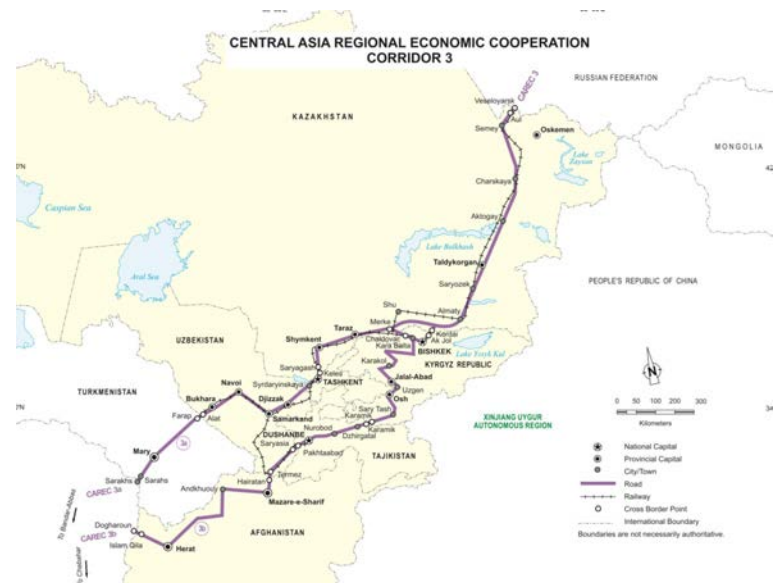 CENTRAL ASIA REGIONAL ECONOMIC COOPERATION
CORRIDOR 3
RUSSIAN FEDERATION
CAREC 3
Veseloyarsk
Aul
Semey
Oskemen
KAZAKHSTAN
MONGOLIA
Lake
Zaysan
Charskaya
Caspian Sea
Aktogay
Lake Balkhash
Aral Sea
Taldykorgan
PEOPLE'S REPUBLIC OF CHINA
Saryozek
Shu
Almaty
Merke
Taraz
Kordai
Chaldovar
Ak Jol
UZBEKISTAN
Shymkent
Kara Balta
BISHKEK
Lake Yssyk Kul
Karakol
KYRGYZ REPUBLIC
Saryagash
Keles
Jalal-Abad
Syrdaryinskaya
TASHKENT
Uzgen
TURKMENISTAN
Navoi
Osh
Bukhara
Djizzak
Sary Tash
XINJIANG UYGUR
AUTONOMOUS REGION
Farap
Alat
Samarkand
Karamik
Nurobod
Karamik
DUSHANBE
Dzhirgatal
Saryasia
Mary
3a
Pakhtaabad
TAJIKISTAN
Sarakhs
Sarahs
Termez
Hairatan
CAREC 3a
Andkhuouly
Mazare-e-Sharif
To Bandar-Abbas
Dogharoun
CAREC 3b
3b
AFGHANISTAN
Islam Qila
Herat
To Chabahar
N
0 50 100 200 300
Kilometers
National Capital
Provincial Capital
City/Town
Road
Railway
Cross Border Point
International Boundary
Boundaries are not necessarily authoritative.